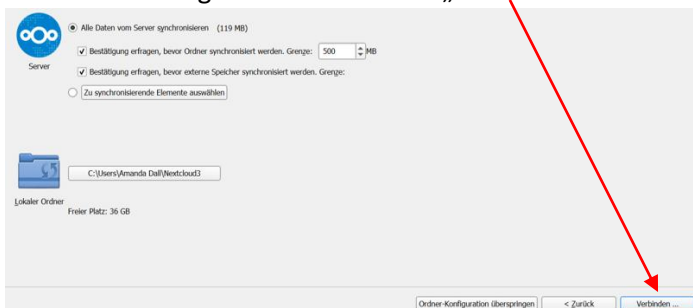 Alle Daten vom Server synchronisieren (119 MB)
Bestätigung erfragen, bevor Ordner synchronisiert werden. Grenze: 500 MB
Server
Bestätigung erfragen, bevor externe Speicher synchronisiert werden. Grenze:
Zu synchronisierende Elemente auswählen
C:\Users\Amanda Dall\Nextcloud3
Lokaler Ordner
Freier Platz: 36 GB
Ordner-Konfiguration überspringen < Zurück Verbinden ...